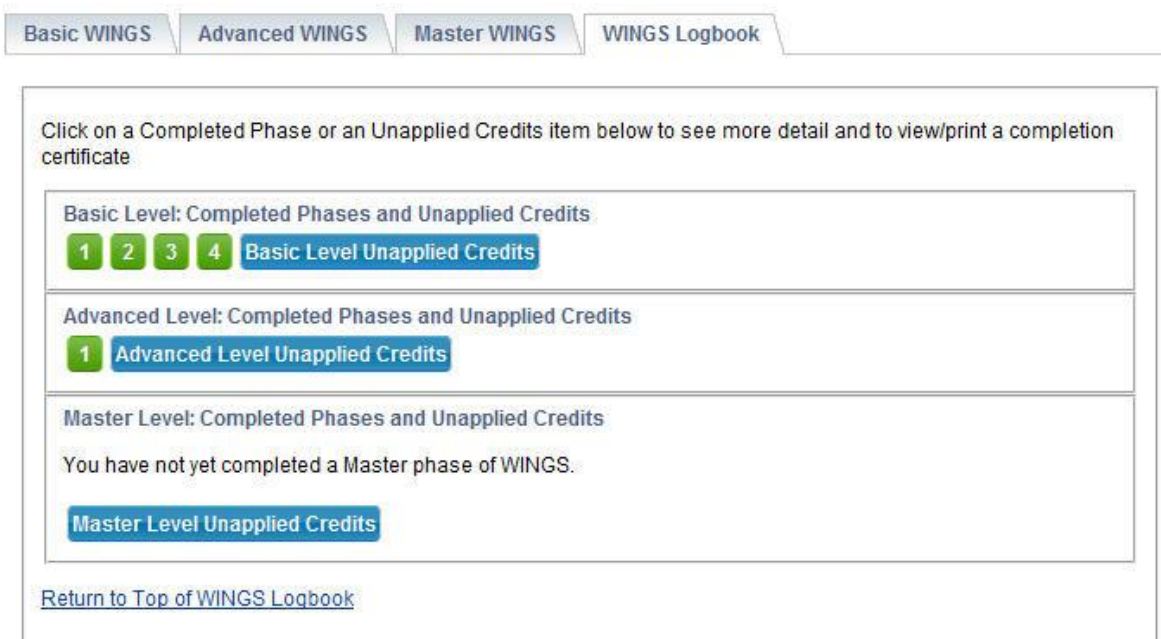 Basic WINGS Advanced WINGS Master WINGS WINGS Logbook
Click on a Completed Phase or an Unapplied Credits item below to see more detail and to view/print a completion
certificate
Basic Level: Completed Phases and Unapplied Credits
1 2 3 4 Basic Level Unapplied Credits
Advanced Level: Completed Phases and Unapplied Credits
1 Advanced Level Unapplied Credits
Master Level: Completed Phases and Unapplied Credits
You have not yet completed a Master phase of WINGS.
Master Level Unapplied Credits
Return to Top of WINGS Logbook